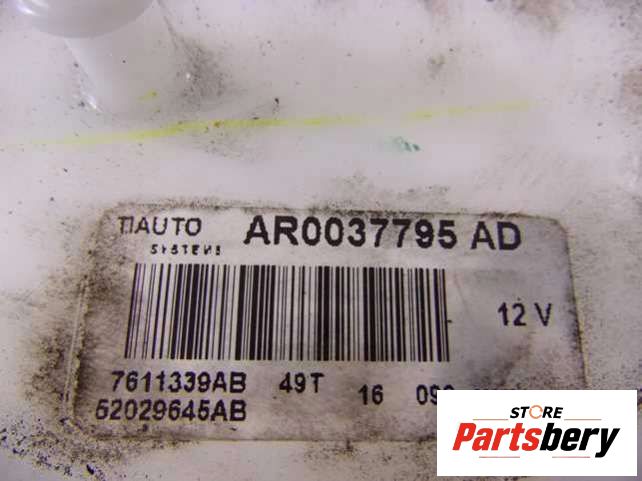 TIAUTO AR0037795 AD
SYSTEMS
12 V
7611339AB 49T 16
52029645AB
STORE
Partsbery